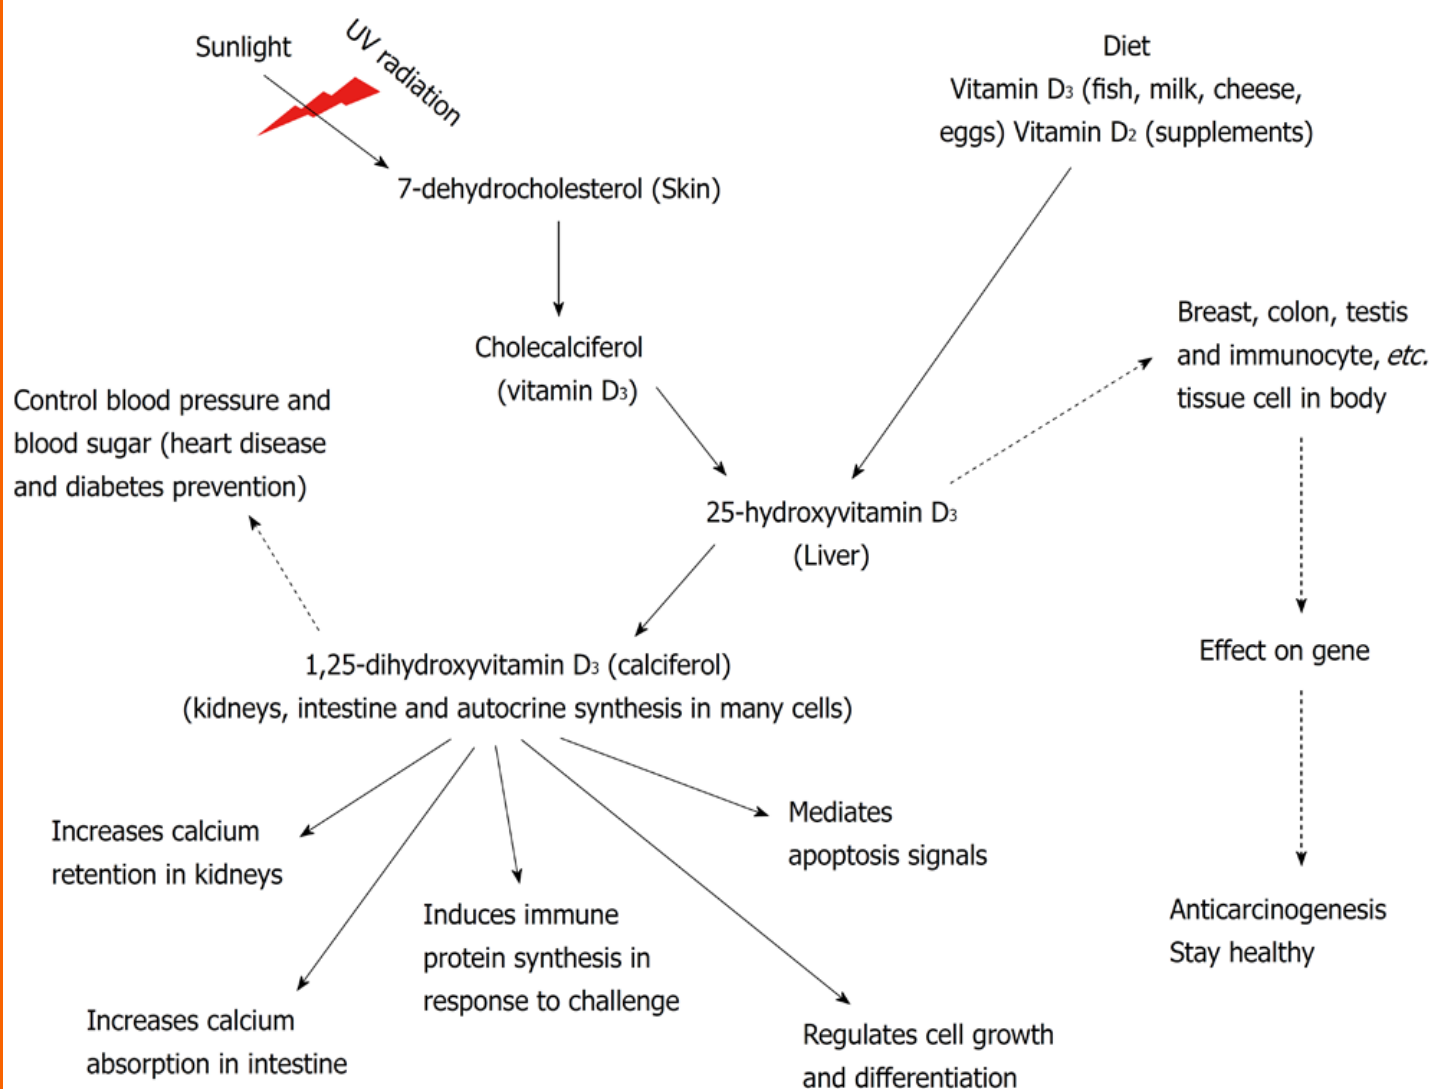 Sunlight
UV radiation
Diet
Vitamin D3 (fish, milk, cheese,
eggs) Vitamin D2 (supplements)
7-dehydrocholesterol (Skin)
Cholecalciferol
(vitamin D3)
Breast, colon, testis
and immunocyte, etc.
tissue cell in body
Control blood pressure and
blood sugar (heart disease
and diabetes prevention)
25-hydroxyvitamin D3
(Liver)
1,25-dihydroxyvitamin D3 (calciferol)
(kidneys, intestine and autocrine synthesis in many cells)
Effect on gene
Increases calcium
retention in kidneys
Mediates
apoptosis signals
Induces immune
protein synthesis in
response to challenge
Anticarcinogenesis
Stay healthy
Increases calcium
absorption in intestine
Regulates cell growth
and differentiation